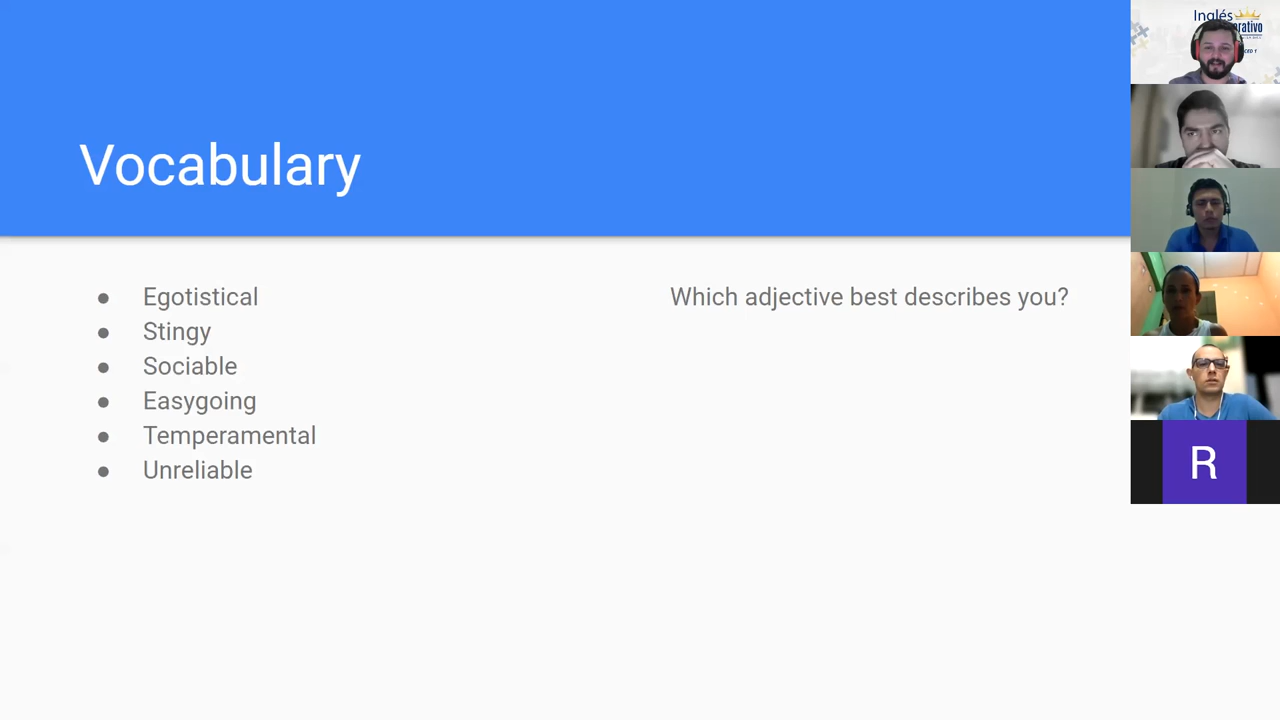 Vocabulary
Egotistical
Stingy
Sociable
Easygoing
Temperamental
Unreliable
Which adjective best describes you?
Inglés
R